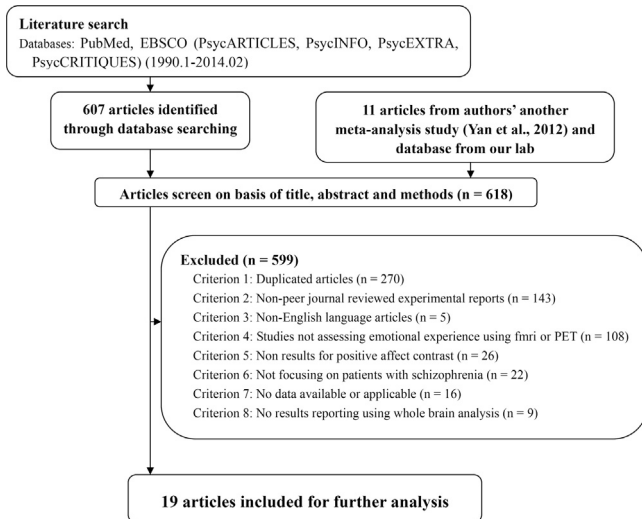 Literature search
Databases: PubMed, EBSCO (PsycARTICLES, PsycINFO, PsycEXTRA,
PsycCRITIQUES) (1990.1-2014.02)
607 articles identified
through database searching
11 articles from authors' another
meta-analysis study (Yan et al., 2012) and
database from our lab
Articles screen on basis of title, abstract and methods (n = 618)
Excluded (n = 599)
Criterion 1: Duplicated articles (n = 270)
Criterion 2: Non-peer journal reviewed experimental reports (n = 143)
Criterion 3: Non-English language articles (n = 5)
Criterion 4: Studies not assessing emotional experience using fmri or PET (n = 108)
Criterion 5: Non results for positive affect contrast (n = 26)
Criterion 6: Not focusing on patients with schizophrenia (n = 22)
Criterion 7: No data available or applicable (n = 16)
Criterion 8: No results reporting using whole brain analysis (n = 9)
19 articles included for further analysis